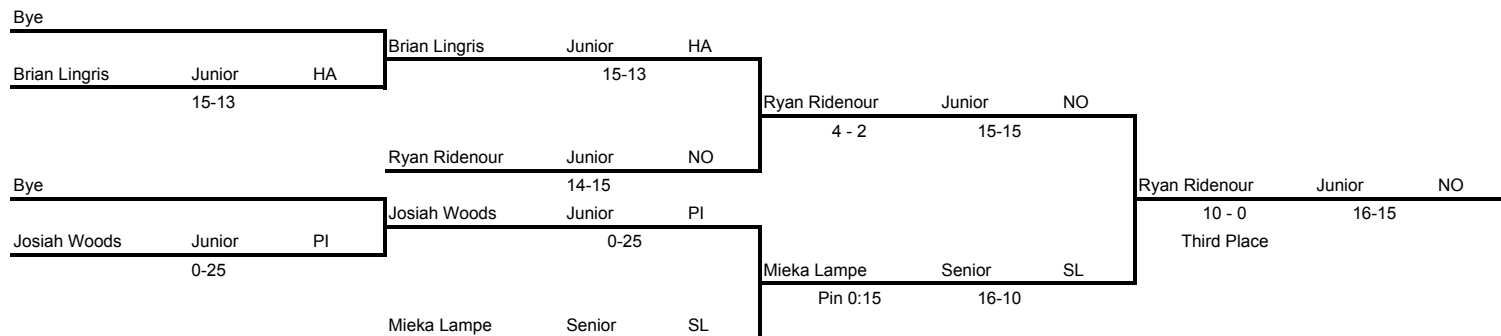 Bye
Brian Lingris Junior HA
Brian Lingris Junior HA
15-13
15-13
Ryan Ridenour Junior NO
4 - 2 15-15
Ryan Ridenour Junior NO
14-15
Bye
Ryan Ridenour Junior NO
Josiah Woods Junior PI
10 - 0 16-15
Josiah Woods Junior PI
0-25
Third Place
0-25
Mieka Lampe Senior SL
Pin 0:15 16-10
Mieka Lampe Senior SL